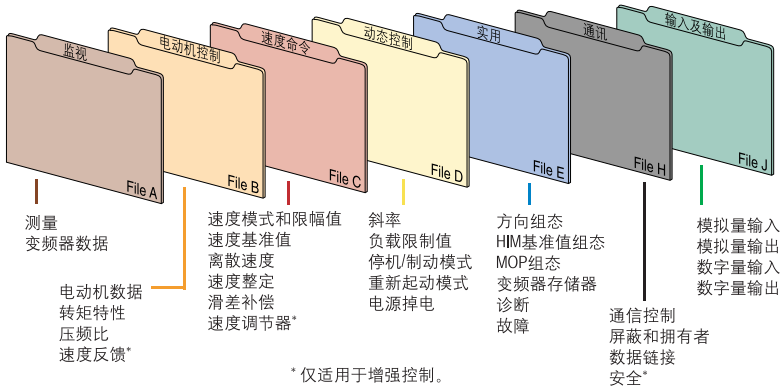 监视
电动机控制
速度命令
动态控制
实用
通讯
输入及输出
File A
File B
File C
File D
File E
File H
File J
测量
变频器数据
电动机数据
转矩特性
压频比
速度反馈*
速度模式和限幅值
速度基准值
离散速度
速度整定
滑差补偿
速度调节器*
斜率
负载限制值
停机/制动模式
重新起动模式
电源掉电
方向组态
HIM基准值组态
MOP组态
变频器存储器
诊断
故障
通信控制
屏蔽和拥有者
数据链接
安全*
模拟量输入
模拟量输出
数字量输入
数字量输出
* 仅适用于增强控制。